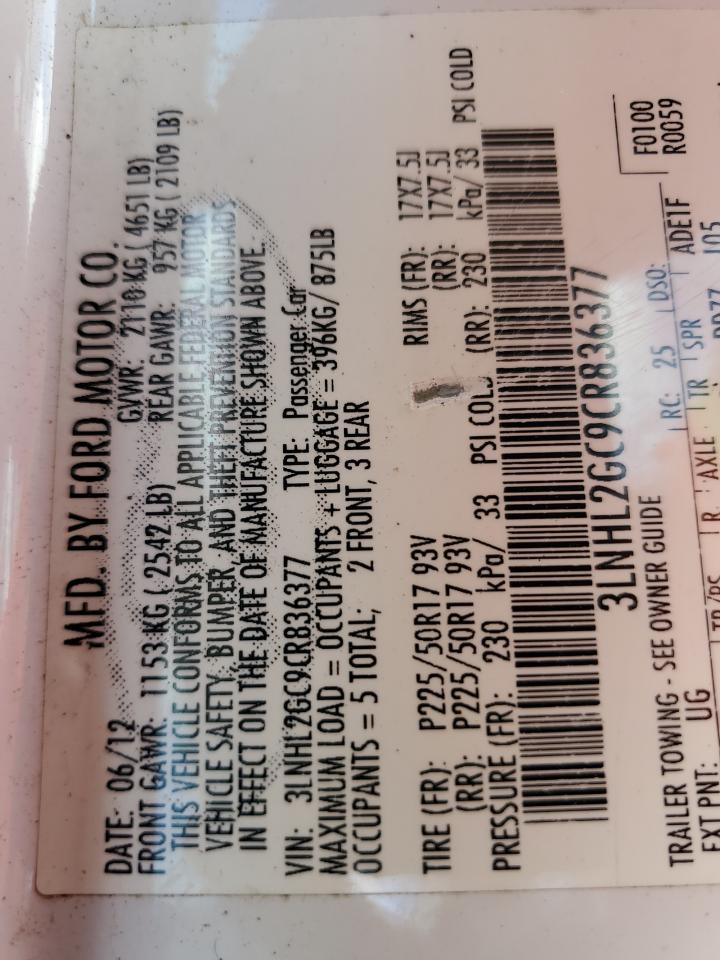 MFD. BY FORD MOTOR CO.
DATE: 06/12 GVWR: 2110 KG ( 4651 LB)
FRONT GAWR: 1153 KG ( 2542 LB) REAR GAWR: 957 KG ( 2109 LB)
THIS VEHICLE CONFORMS TO ALL APPLICABLE FEDERAL MOTOR
VEHICLE SAFETY, BUMPER, AND THEFT PREVENTION STANDARDS
IN EFFECT ON THE DATE OF MANUFACTURE SHOWN ABOVE.
VIN: 3LNHL2GC9CR836377 TYPE: Passenger Car
MAXIMUM LOAD = OCCUPANTS + LUGGAGE = 396KG/ 875LB
OCCUPANTS = 5 TOTAL; 2 FRONT, 3 REAR
TIRE (FR): P225/50R17 93V RIMS (FR): 17X7.5J
(RR): P225/50R17 93V (RR): 17X7.5J
PRESSURE (FR): 230 kPa/ 33 PSI COLD (RR): 230 kPa/ 33 PSI COLD
3LNHL2GC9CR836377
F0100
R0059
TRAILER TOWING - SEE OWNER GUIDE RC: 25 DSO:
EXT PNT: UG AXLE TR SPR ADE1F